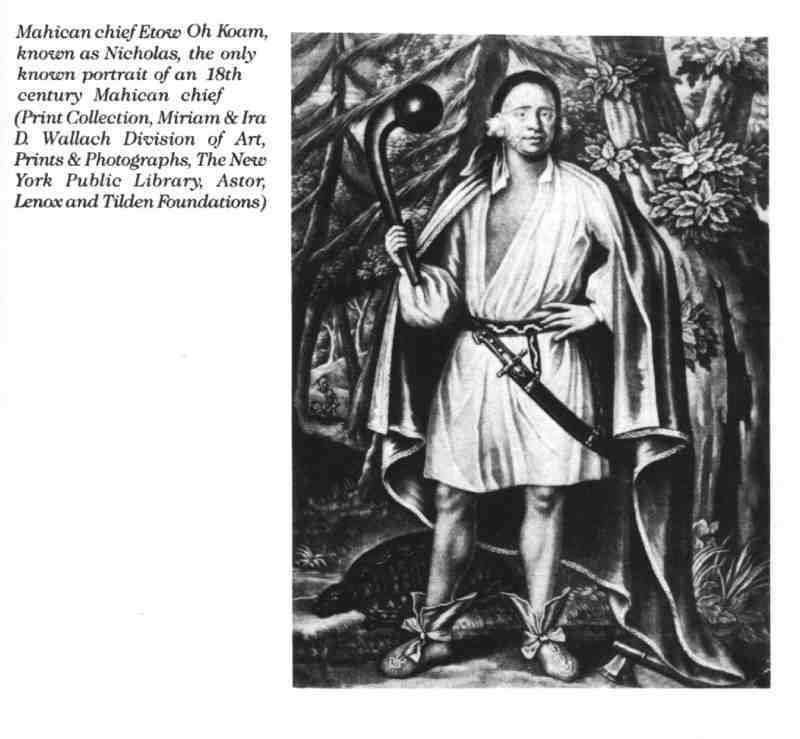 Mahican chief Etow Oh Koam,
known as Nicholas, the only
known portrait of an 18th
century Mahican chief
(Print Collection, Miriam & Ira
D. Wallach Division of Art,
Prints & Photographs, The New
York Public Library, Astor,
Lenox and Tilden Foundations)